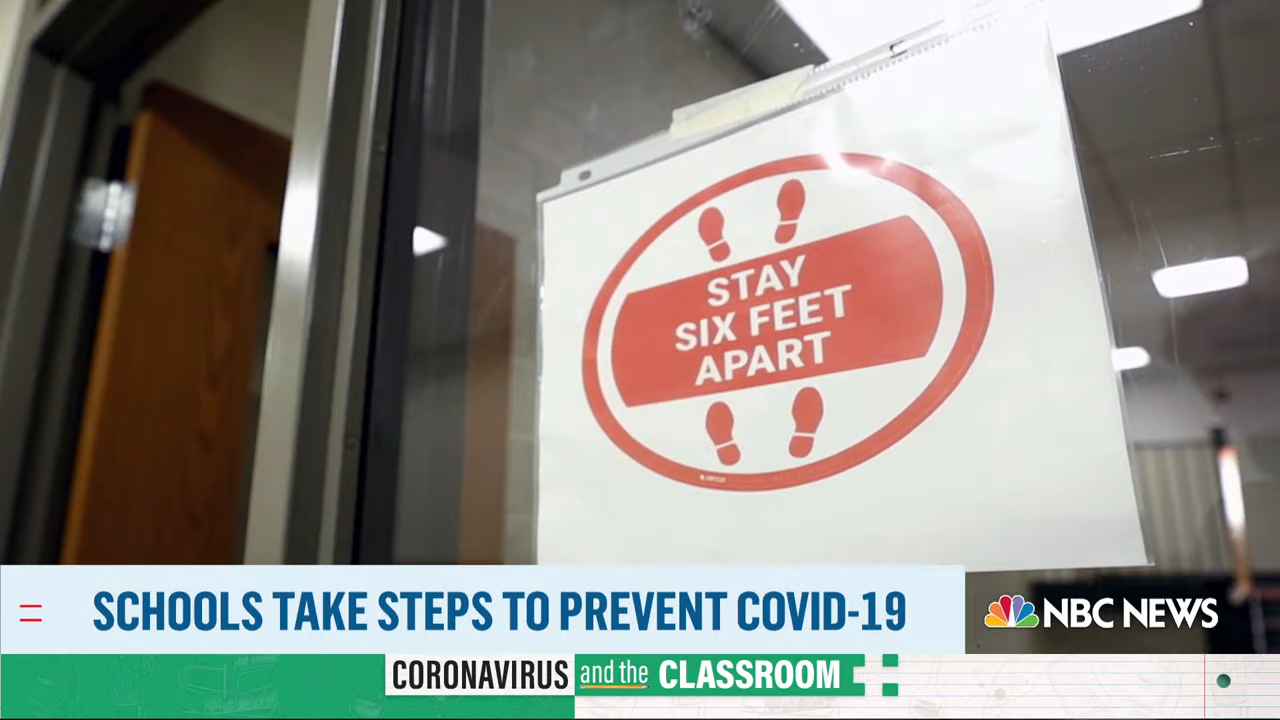 STAY
SIX FEET
APART
SCHOOLS TAKE STEPS TO PREVENT COVID-19
NBC NEWS
CORONAVIRUS and the CLASSROOM